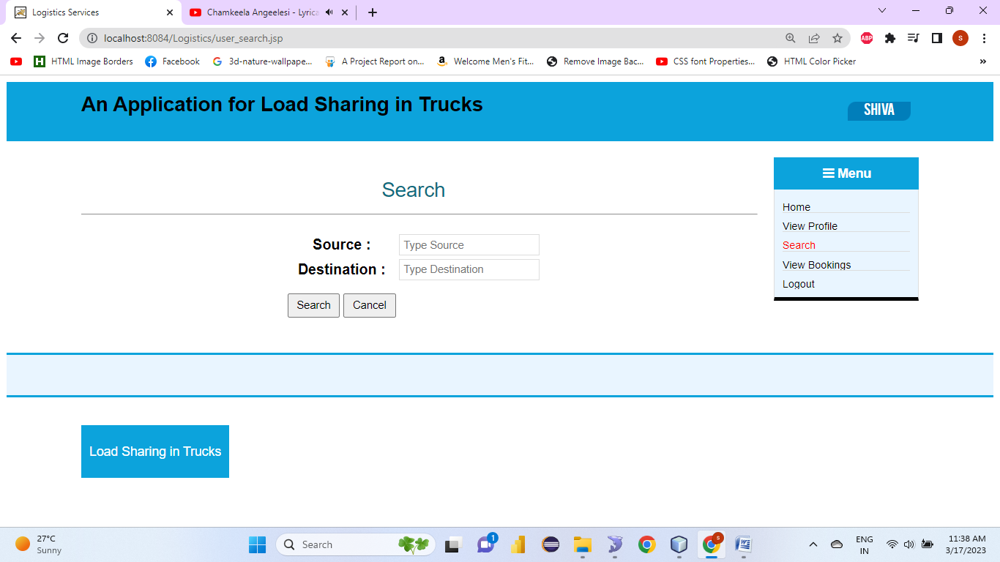 Logistics Services
Chamkeela Angeelesi - Lyrica
localhost:8084/Logistics/user_search.jsp
ABP
S
H
HTML Image Borders
Facebook
3d-nature-wallpape...
A Project Report on...
Welcome Men's Fit...
Remove Image Bac...
CSS font Properties...
HTML Color Picker
»
An Application for Load Sharing in Trucks
SHIVA
Menu
Search
Home
View Profile
Search
View Bookings
Logout
Source :
Type Source
Destination :
Type Destination
Search
Cancel
Load Sharing in Trucks
27°C
Sunny
Search
1
S
W
ENG
IN
11:38 AM
3/17/2023